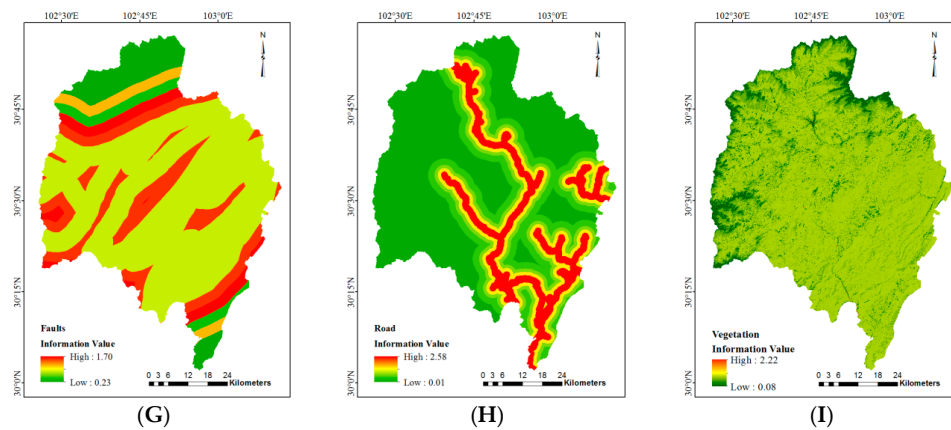 102°30'E 102°45'E 103°0'E
N
30°45'N
30°30'N
30°15'N
30°0'N
Faults
Information Value
High : 1.70
Low : 0.23
0 3 6 12 18 24
Kilometers
(G)
102°30'E 102°45'E 103°0'E
N
30°45'N
30°30'N
30°15'N
30°0'N
Road
Information Value
High : 2.58
Low : 0.01
0 3 6 12 18 24
Kilometers
(H)
102°30'E 102°45'E 103°0'E
N
30°45'N
30°30'N
30°15'N
30°0'N
Vegetation
Information Value
High : 2.22
Low : 0.08
0 3 6 12 18 24
Kilometers
(I)